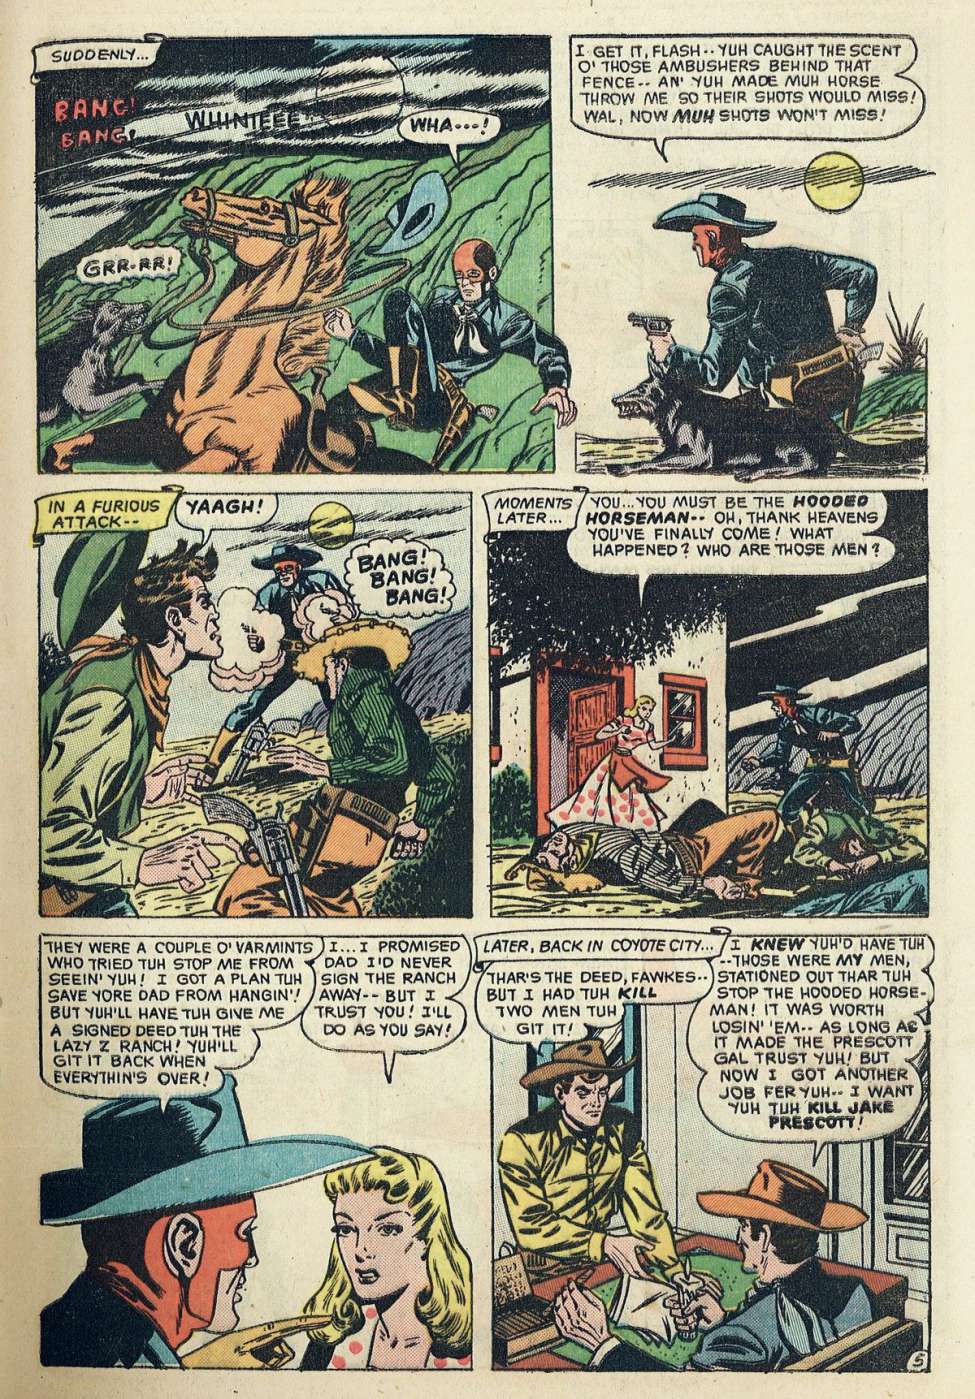 SUDDENLY...
BANG!
BANG!
WHINIEEE
WHA---!
GRR-RR!
I GET IT, FLASH-- YUH CAUGHT THE SCENT
O' THOSE AMBUSHERS BEHIND THAT
FENCE-- AN' YUH MADE MUH HORSE
THROW ME SO THEIR SHOTS WOULD MISS!
WAL, NOW MUH SHOTS WON'T MISS!
IN A FURIOUS
ATTACK--
YAAGH!
BANG!
BANG!
BANG!
MOMENTS
LATER...
YOU...YOU MUST BE THE HOODED
HORSEMAN-- OH, THANK HEAVENS
YOU'VE FINALLY COME! WHAT
HAPPENED? WHO ARE THOSE MEN?
THEY WERE A COUPLE O' VARMINTS
WHO TRIED TUH STOP ME FROM
SEEIN' YUH! I GOT A PLAN TUH
SAVE YORE DAD FROM HANGIN'!
BUT YUH'LL HAVE TUH GIVE ME
A SIGNED DEED TUH THE
LAZY Z RANCH! YUH'LL
GIT IT BACK WHEN
EVERYTHIN'S OVER!
I... I PROMISED
DAD I'D NEVER
SIGN THE RANCH
AWAY-- BUT I
TRUST YOU! I'LL
DO AS YOU SAY!
LATER, BACK IN COYOTE CITY...
THAR'S THE DEED, FAWKES--
BUT I HAD TUH KILL
TWO MEN TUH
GIT IT!
I KNEW YUH'D HAVE TUH
--THOSE WERE MY MEN,
STATIONED OUT THAR TUH
STOP THE HOODED HORSE-
MAN! IT WAS WORTH
LOSIN' 'EM-- AS LONG AS
IT MADE THE PRESCOTT
GAL TRUST YUH! BUT
NOW I GOT ANOTHER
JOB FER YUH-- I WANT
YUH TUH KILL JAKE
PRESCOTT!
5